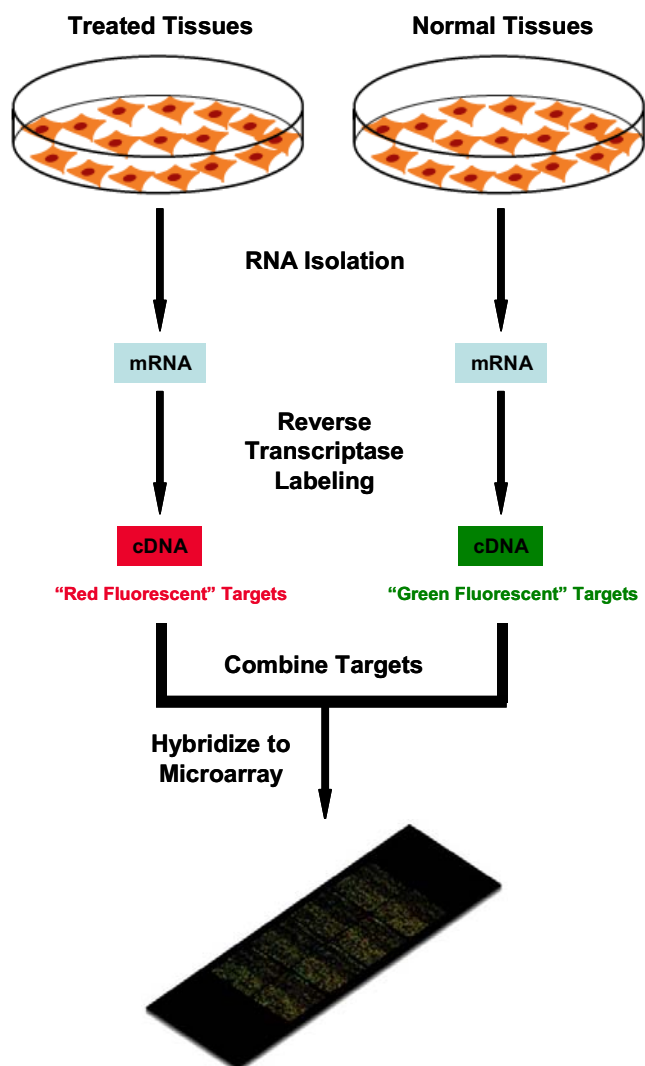 Treated Tissues
Normal Tissues
RNA Isolation
mRNA
mRNA
Reverse
Transcriptase
Labeling
cDNA
cDNA
“Red Fluorescent” Targets
“Green Fluorescent” Targets
Combine Targets
Hybridize to
Microarray